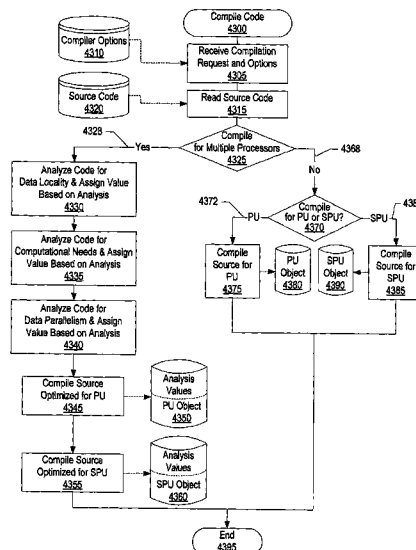 Compile Code
4300
Compiler Options
4310
Receive Compilation
Request and Options
4305
Source Code
4320
Read Source Code
4315
4328
Yes
Compile
for Multiple Processors
4325
4368
No
Analyze Code for
Data Locality & Assign Value
Based on Analysis
4330
4372
PU
Compile
for PU or SPU?
4370
SPU
Analyze Code for
Computational Needs & Assign
Value Based on Analysis
4335
Compile
Source for
PU
4375
PU
Object
4380
SPU
Object
4390
Compile
Source for
SPU
4385
Analyze Code for
Data Parallelism & Assign
Value Based on Analysis
4340
Compile Source
Optimized for PU
4345
Analysis
Values
PU Object
4350
Compile Source
Optimized for SPU
4355
Analysis
Values
SPU Object
4360
End
4395